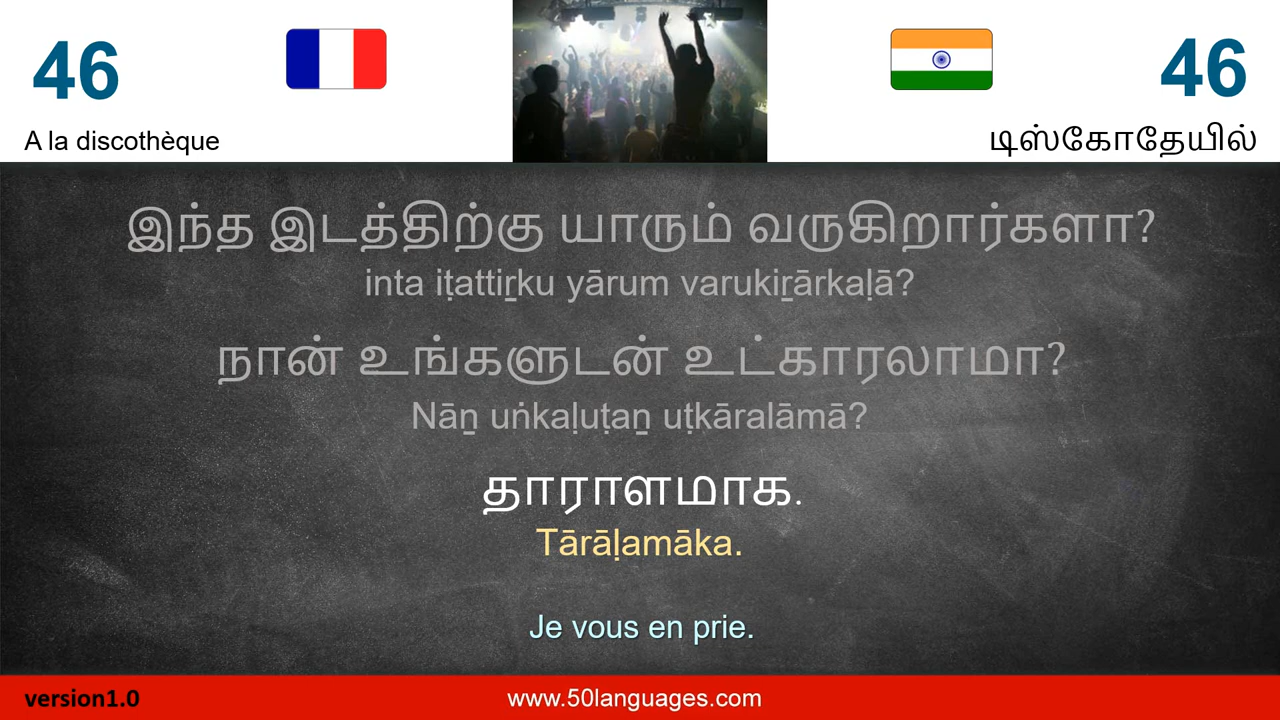 46
46
A la discothèque
டிஸ்கோதேயில்
இந்த இடத்திற்கு யாரும் வருகிறார்களா?
inta iṭattiṟku yārum varukiṟārkaḷā?
நான் உங்களுடன் உட்காரலாமா?
Nāṉ uṅkaḷuṭaṉ uṭkāralāmā?
தாராளமாக.
Tārāḷamāka.
Je vous en prie.
version1.0
www.50languages.com